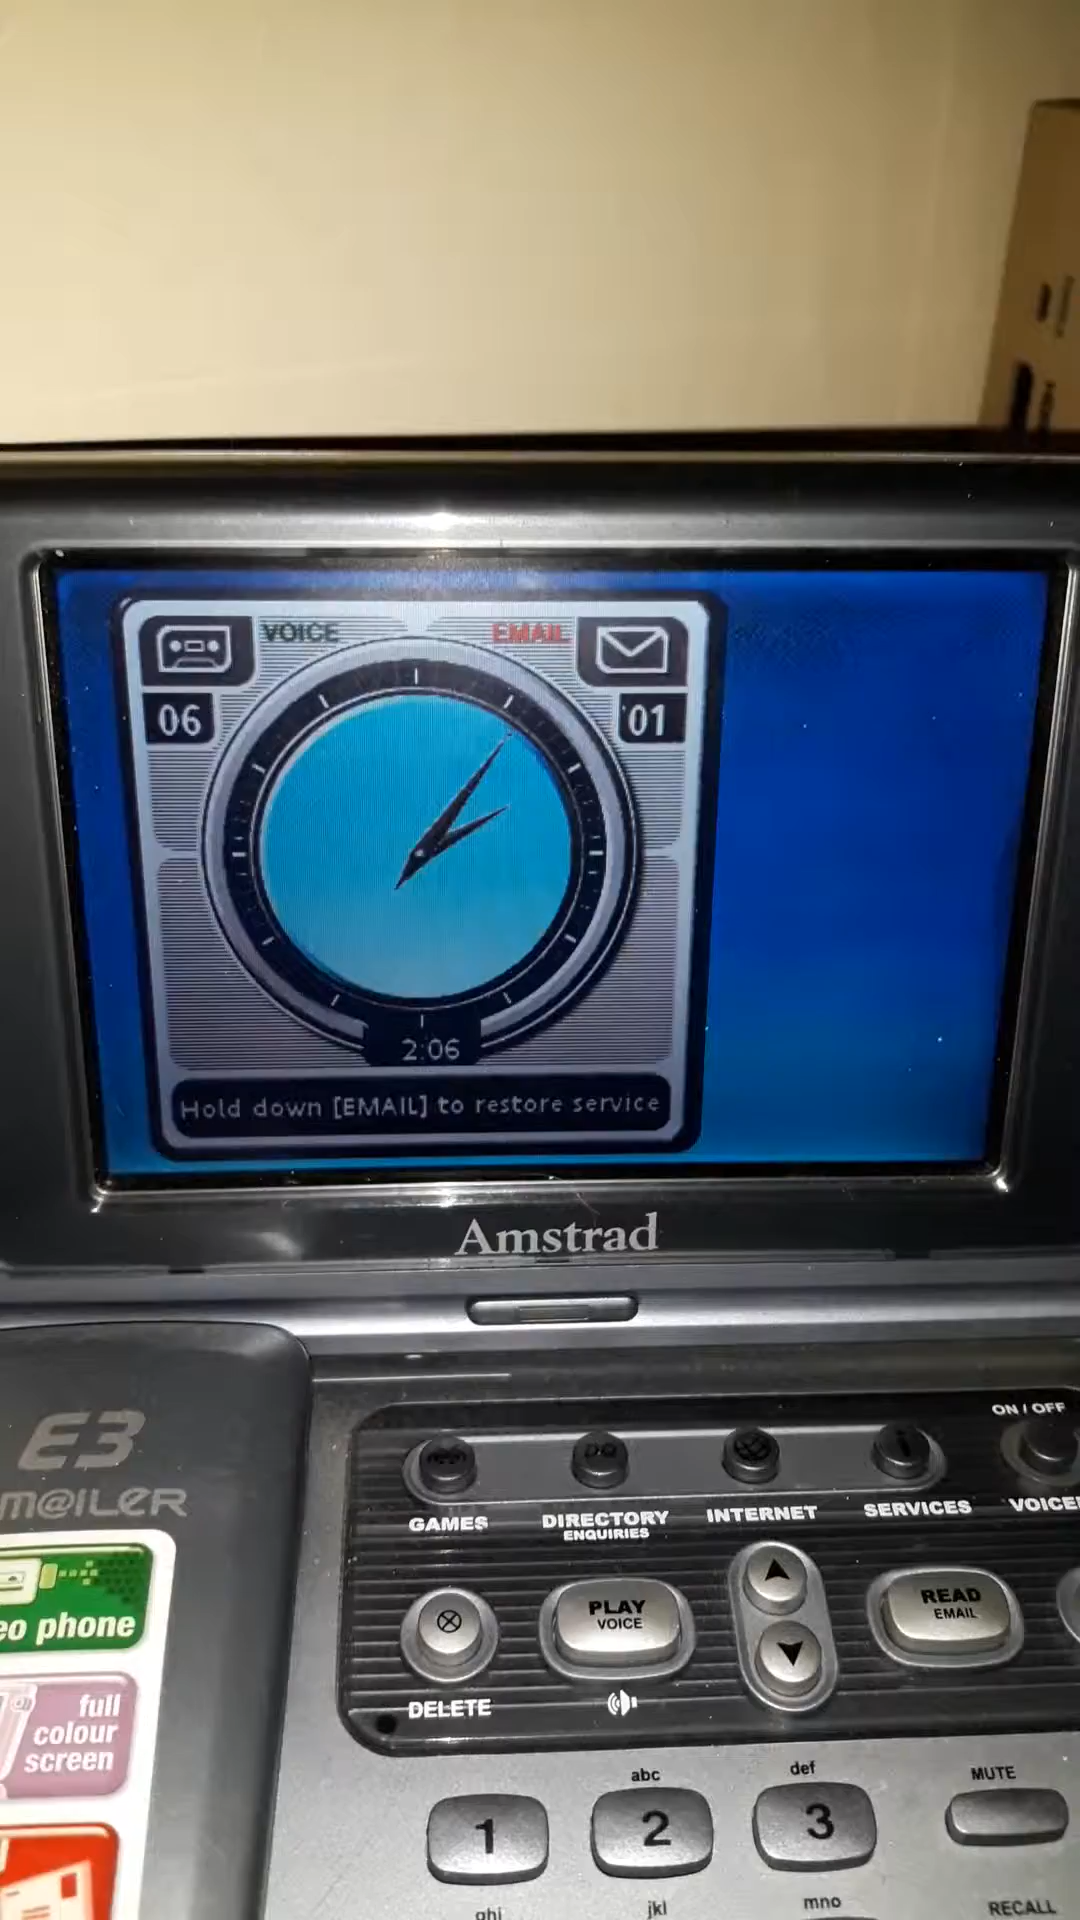 VOICE
EMAIL
06
01
2:06
Hold down [EMAIL] to restore service
Amstrad
E3
m@iler
ON / OFF
GAMES
DIRECTORY
ENQUIRIES
INTERNET
SERVICES
VOICE
DQ
i
PLAY
VOICE
READ
EMAIL
DELETE
eo phone
full
colour
screen
abc
def
MUTE
1
2
3
ghi
jkl
mno
RECALL